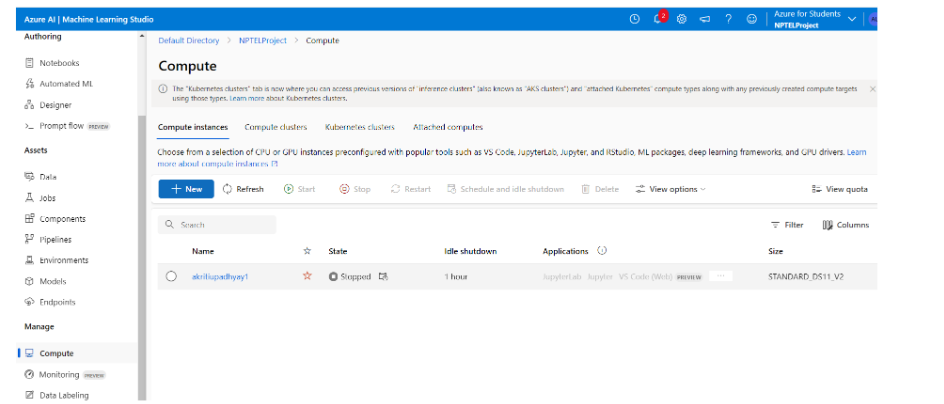 Azure AI | Machine Learning Studio
2
?
Azure for Students
NPTELProject
Authoring
Notebooks
Automated ML
Designer
Prompt flow PREVIEW
Assets
Data
Jobs
Components
Pipelines
Environments
Models
Endpoints
Manage
Compute
Monitoring PREVIEW
Data Labeling
Default Directory > NPTELProject > Compute
Compute
The "Kubernetes clusters" tab is now where you can access previous versions of "inference clusters" (also known as "AKS clusters") and "attached Kubernetes" compute types along with any previously created compute targets
using those types. Learn more about Kubernetes clusters.
Compute instances Compute clusters Kubernetes clusters Attached computes
Choose from a selection of CPU or GPU instances preconfigured with popular tools such as VS Code, JupyterLab, Jupyter, and RStudio, ML packages, deep learning frameworks, and GPU drivers. Learn
more about compute instances
+ New Refresh Start Stop Restart Schedule and idle shutdown Delete View options View quota
Search Filter Columns
Name State Idle shutdown Applications Size
akritiupadhyay1 Stopped 1 hour JupyterLab Jupyter VS Code (Web) PREVIEW ... STANDARD_DS11_V2